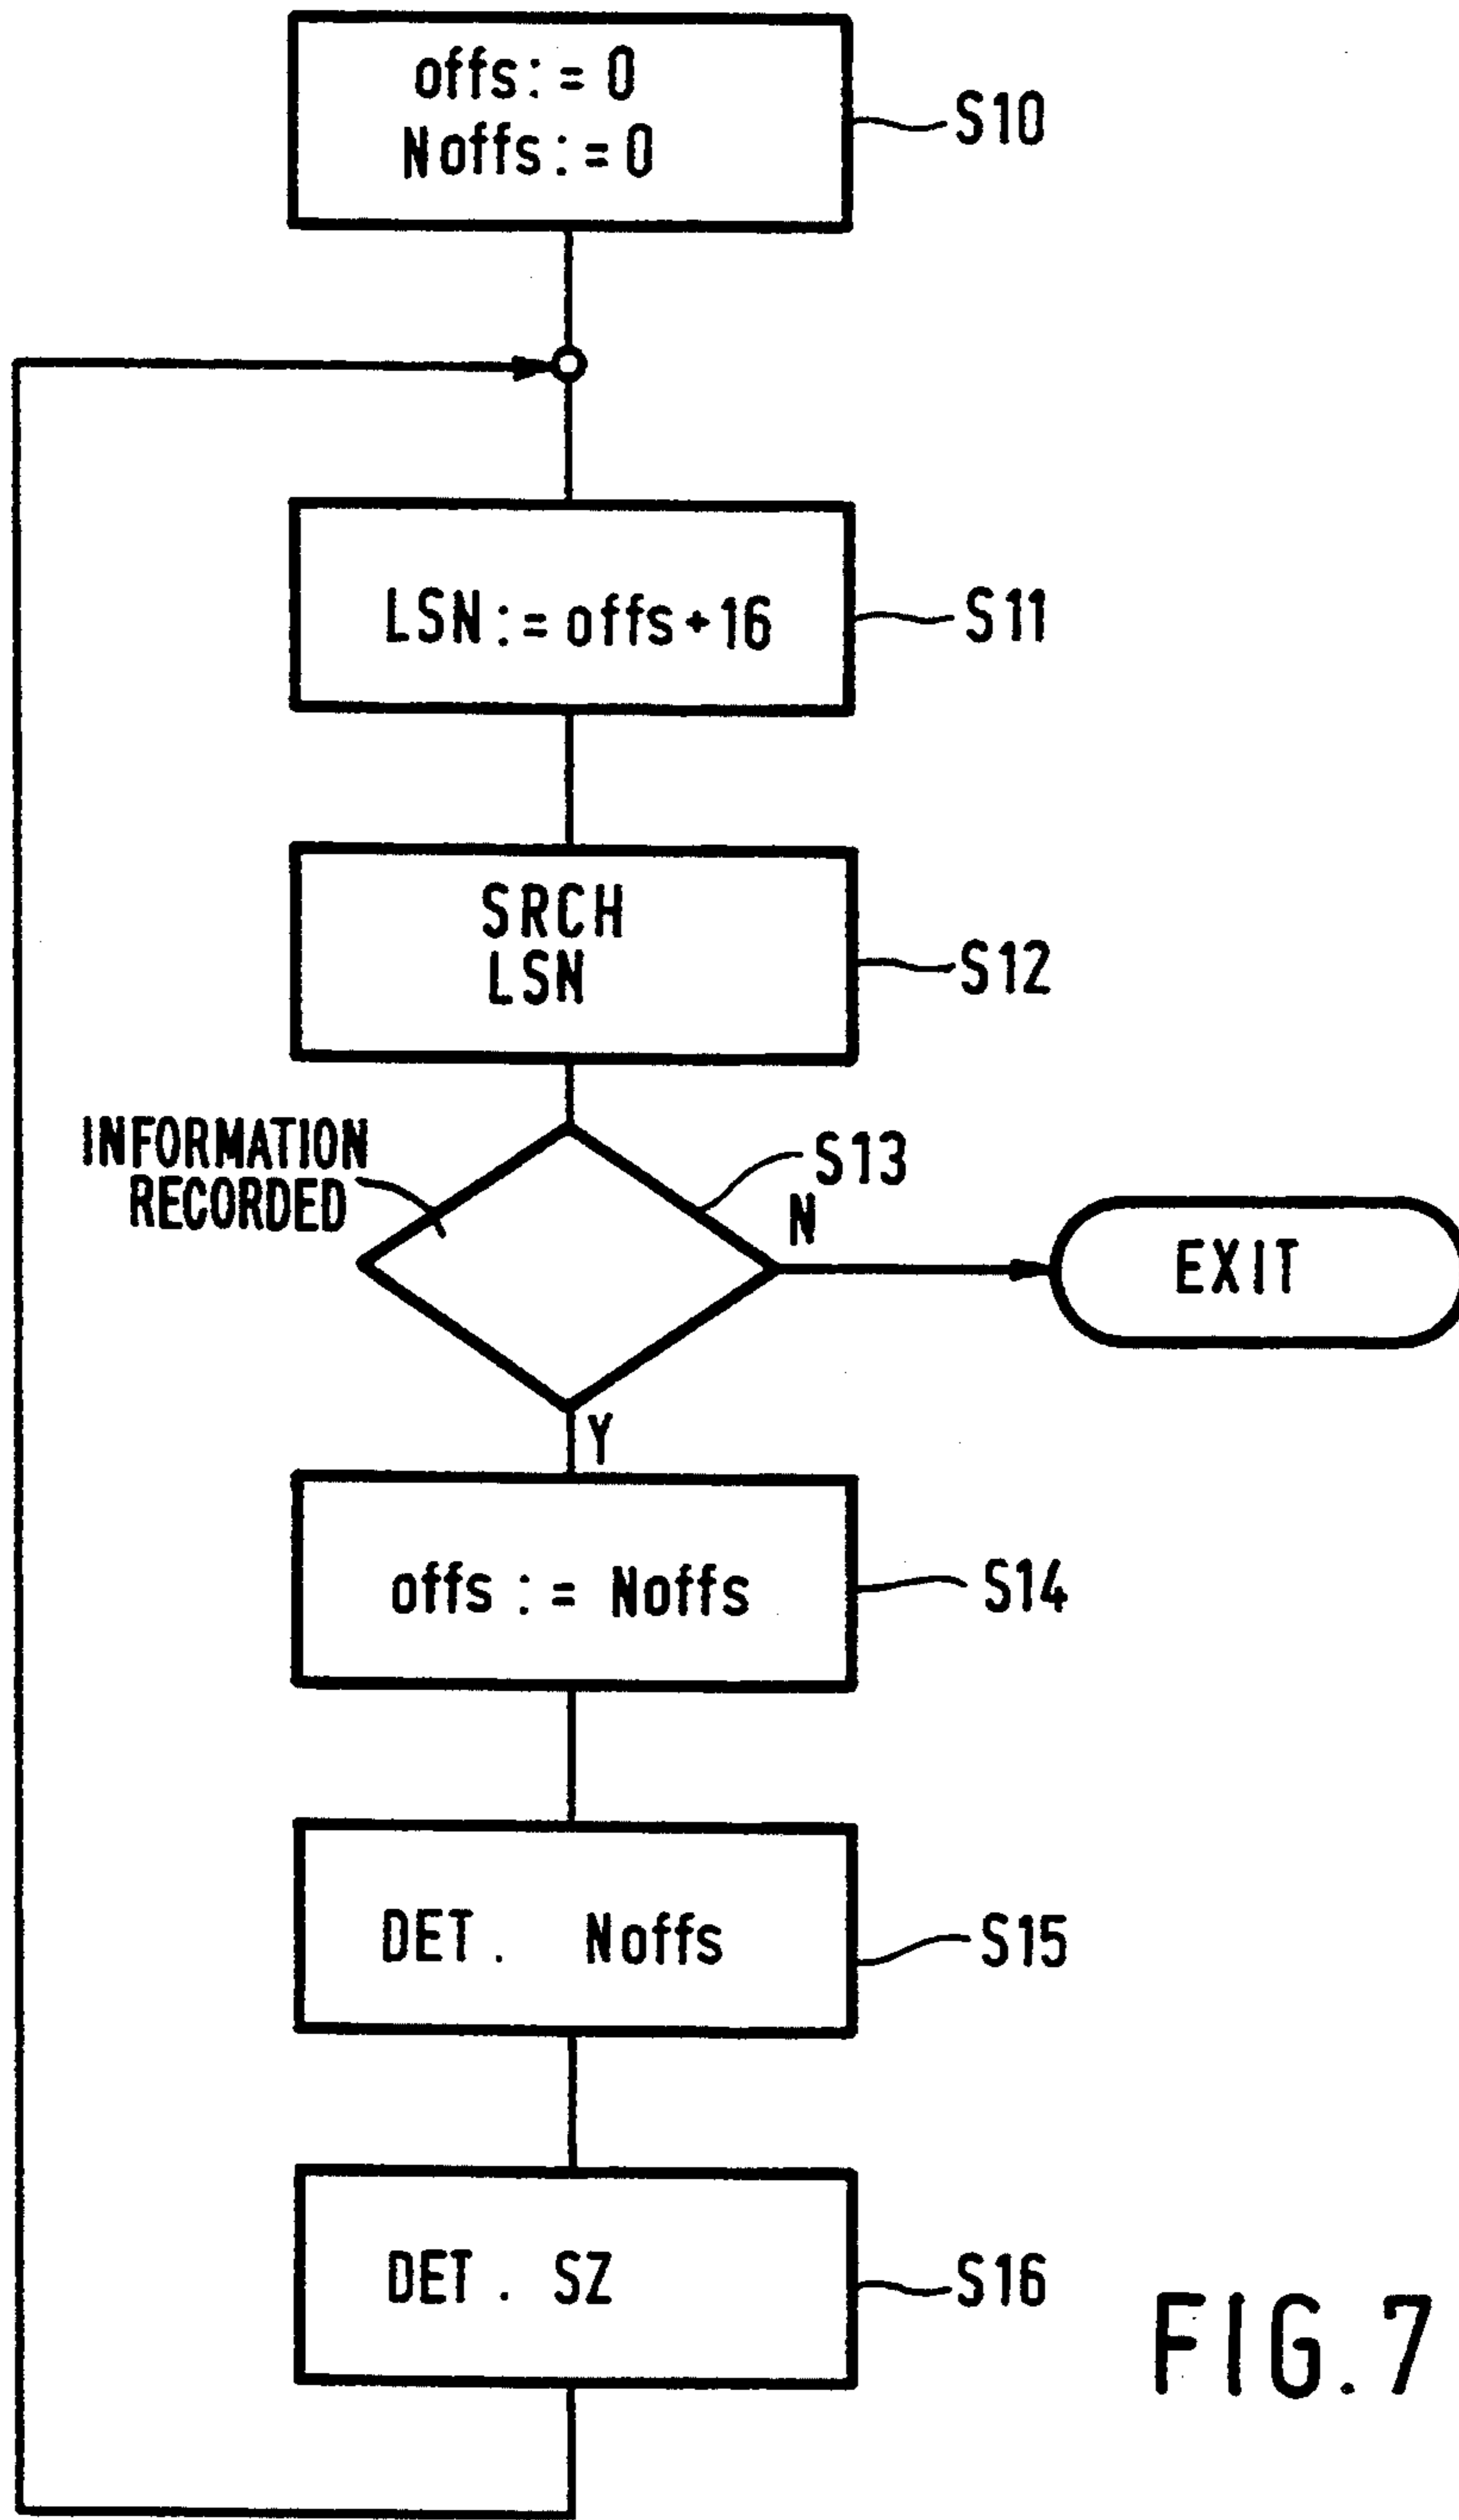 offs:=0
Noffs:=0
S10
LSN:=offs+16
S11
SRCH
LSN
S12
INFORMATION
RECORDED
S13
N
EXIT
Y
offs := Noffs
S14
DET. Noffs
S15
DET. SZ
S16
FIG.7